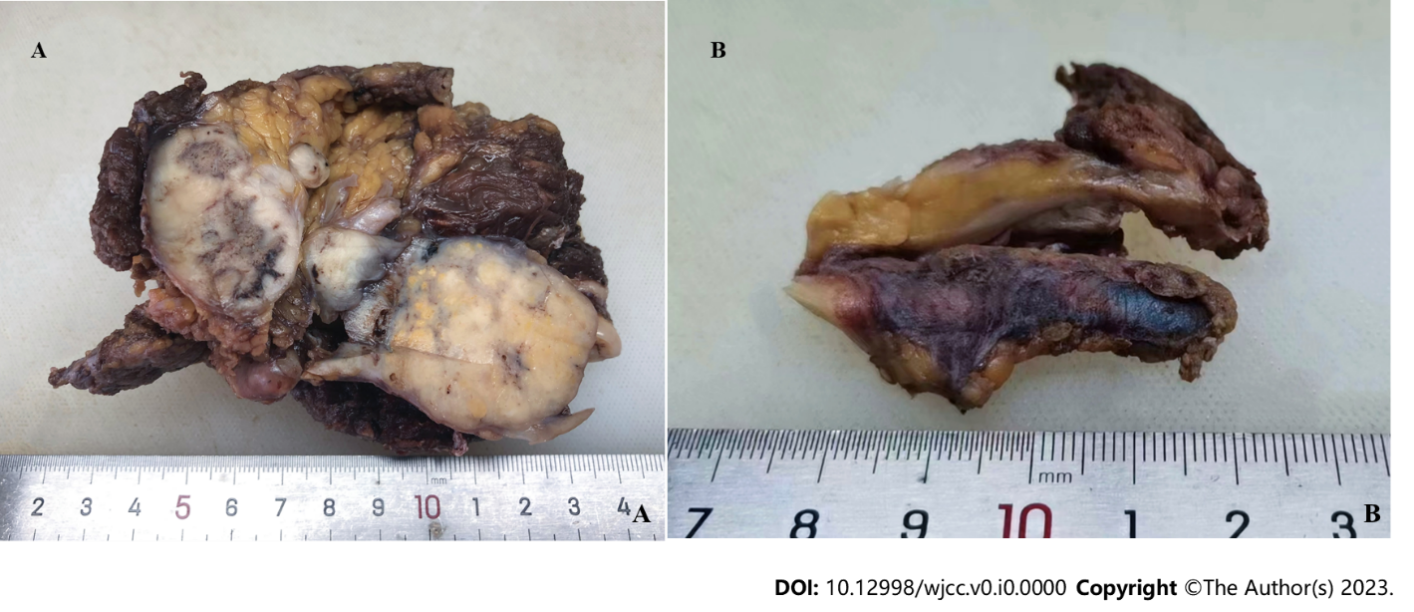 A
B
mm
2 3 4 5 6 7 8 9 10 1 2 3 4 A
mm
7 8 9 10 1 2 3 B
DOI: 10.12998/wjcc.v0.i0.0000 Copyright ©The Author(s) 2023.